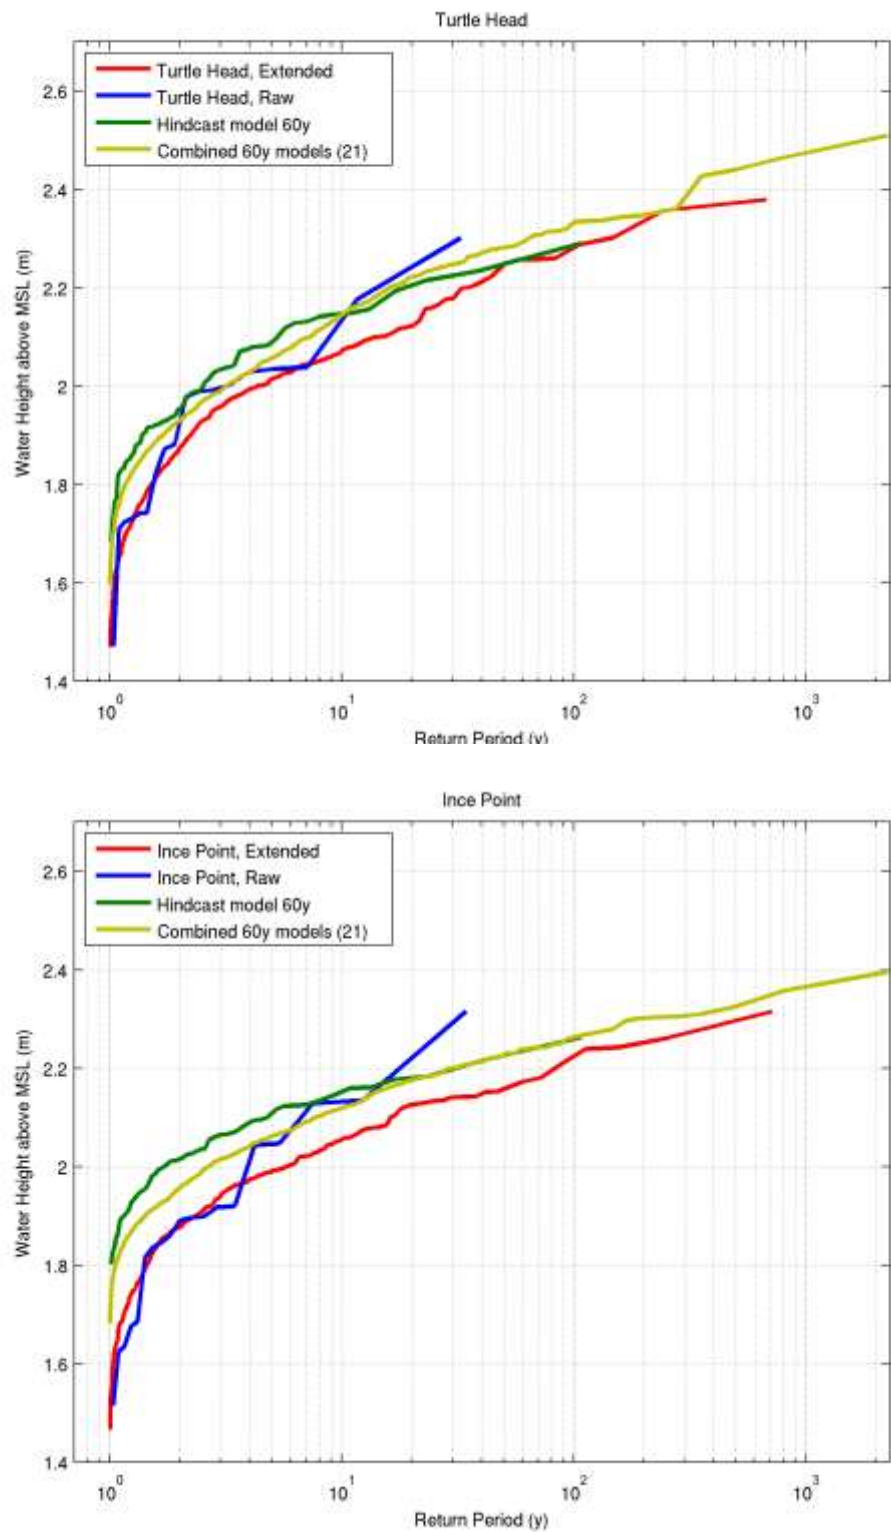 Turtle Head
Turtle Head, Extended
Turtle Head, Raw
Hindcast model 60y
Combined 60y models (21)
Water Height above MSL (m)
2.6
2.4
2.2
2
1.8
1.6
1.4
10^0 10^1 10^2 10^3
Return Period (y)
Ince Point
Ince Point, Extended
Ince Point, Raw
Hindcast model 60y
Combined 60y models (21)
Water Height above MSL (m)
2.6
2.4
2.2
2
1.8
1.6
1.4
10^0 10^1 10^2 10^3
Return Period (y)